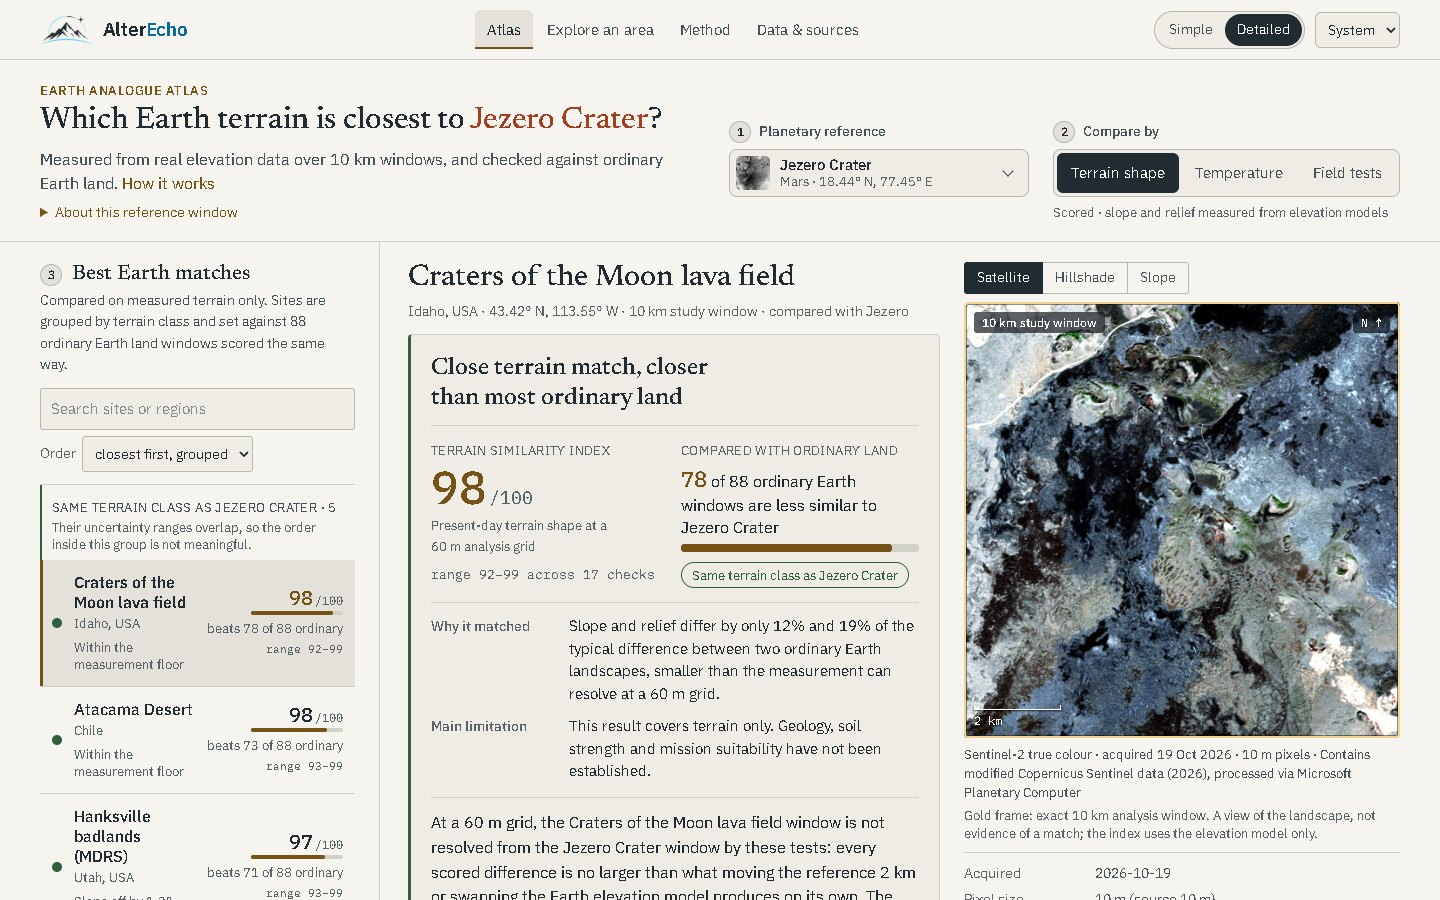 AlterEcho
Atlas
Explore an area
Method
Data & sources
Simple
Detailed
System
EARTH ANALOGUE ATLAS
Which Earth terrain is closest to Jezero Crater?
Measured from real elevation data over 10 km windows, and checked against ordinary
Earth land. How it works
▶ About this reference window
1 Planetary reference
Jezero Crater
Mars · 18.44° N, 77.45° E
2 Compare by
Terrain shape
Temperature
Field tests
Scored · slope and relief measured from elevation models
3 Best Earth matches
Compared on measured terrain only. Sites are
grouped by terrain class and set against 88
ordinary Earth land windows scored the same
way.
Search sites or regions
Order closest first, grouped
SAME TERRAIN CLASS AS JEZERO CRATER · 5
Their uncertainty ranges overlap, so the order
inside this group is not meaningful.
Craters of the
Moon lava field
Idaho, USA
Within the
measurement floor
98 /100
beats 78 of 88 ordinary
range 92–99
Atacama Desert
Chile
Within the
measurement floor
98 /100
beats 73 of 88 ordinary
range 93–99
Hanksville
badlands
(MDRS)
Utah, USA
97 /100
beats 71 of 88 ordinary
range 93–99
Craters of the Moon lava field
Idaho, USA · 43.42° N, 113.55° W · 10 km study window · compared with Jezero
Close terrain match, closer
than most ordinary land
TERRAIN SIMILARITY INDEX
98 /100
Present-day terrain shape at a
60 m analysis grid
range 92–99 across 17 checks
COMPARED WITH ORDINARY LAND
78 of 88 ordinary Earth
windows are less similar to
Jezero Crater
Same terrain class as Jezero Crater
Why it matched
Slope and relief differ by only 12% and 19% of the
typical difference between two ordinary Earth
landscapes, smaller than the measurement can
resolve at a 60 m grid.
Main limitation
This result covers terrain only. Geology, soil
strength and mission suitability have not been
established.
At a 60 m grid, the Craters of the Moon lava field window is not
resolved from the Jezero Crater window by these tests: every
scored difference is no larger than what moving the reference 2 km
or swapping the Earth elevation model produces on its own. The
Satellite
Hillshade
Slope
10 km study window
N ↑
2 km
Sentinel-2 true colour · acquired 19 Oct 2026 · 10 m pixels · Contains
modified Copernicus Sentinel data (2026), processed via Microsoft
Planetary Computer
Gold frame: exact 10 km analysis window. A view of the landscape, not
evidence of a match; the index uses the elevation model only.
Acquired
2026-10-19
Pixel size
10 m (source 10 m)